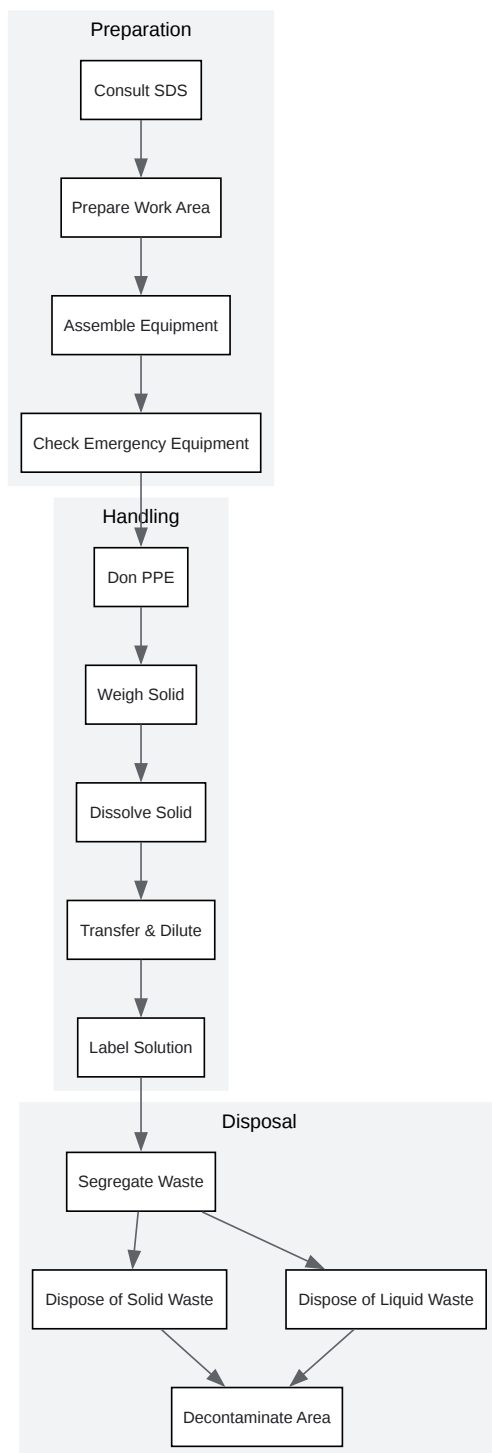 Preparation
Consult SDS
Prepare Work Area
Assemble Equipment
Check Emergency Equipment
Handling
Don PPE
Weigh Solid
Dissolve Solid
Transfer & Dilute
Label Solution
Disposal
Segregate Waste
Dispose of Solid Waste
Dispose of Liquid Waste
Decontaminate Area